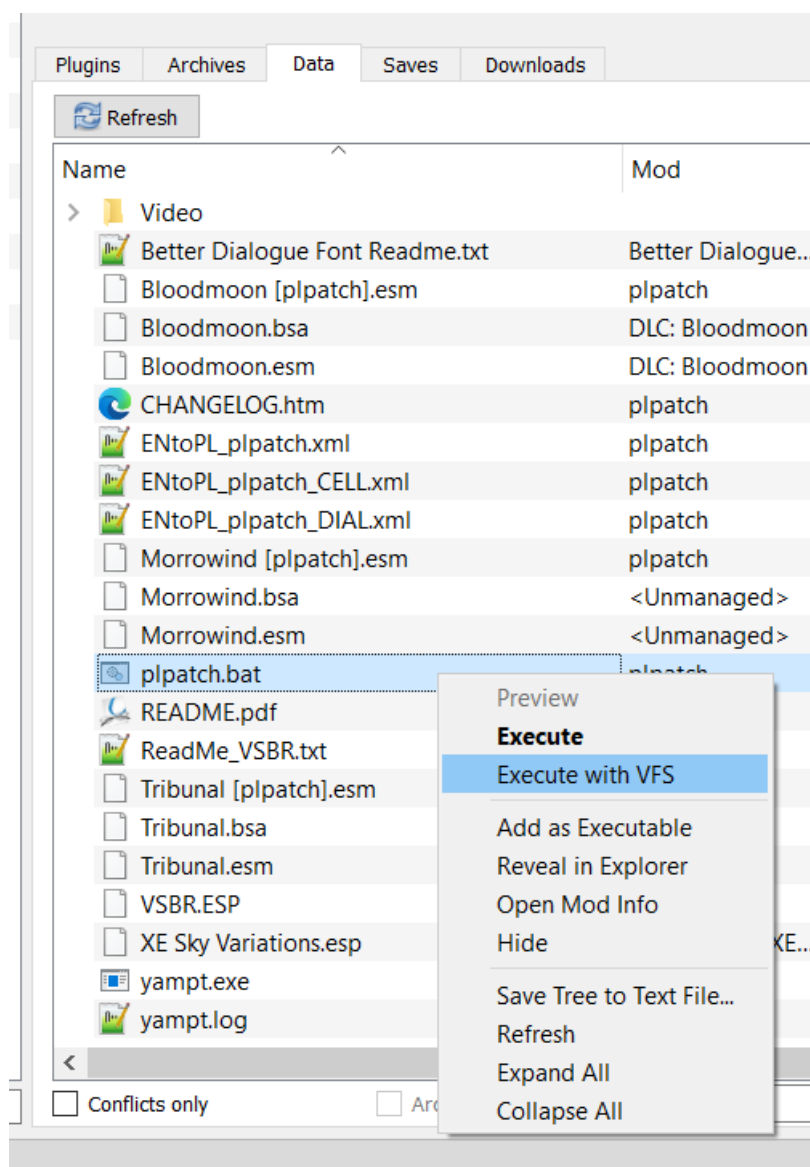 Plugins Archives Data Saves Downloads
Refresh
Name Mod
Video
Better Dialogue Font Readme.txt Better Dialogue...
Bloodmoon [plpatch].esm plpatch
Bloodmoon.bsa DLC: Bloodmoon
Bloodmoon.esm DLC: Bloodmoon
CHANGELOG.htm plpatch
ENtoPL_plpatch.xml plpatch
ENtoPL_plpatch_CELL.xml plpatch
ENtoPL_plpatch_DIAL.xml plpatch
Morrowind [plpatch].esm plpatch
Morrowind.bsa <Unmanaged>
Morrowind.esm <Unmanaged>
plpatch.bat plpatch
README.pdf
ReadMe_VSBR.txt
Tribunal [plpatch].esm
Tribunal.bsa
Tribunal.esm
VSBR.ESP
XE Sky Variations.esp XE...
yampt.exe
yampt.log
Preview
Execute
Execute with VFS
Add as Executable
Reveal in Explorer
Open Mod Info
Hide
Save Tree to Text File...
Refresh
Expand All
Collapse All
Conflicts only